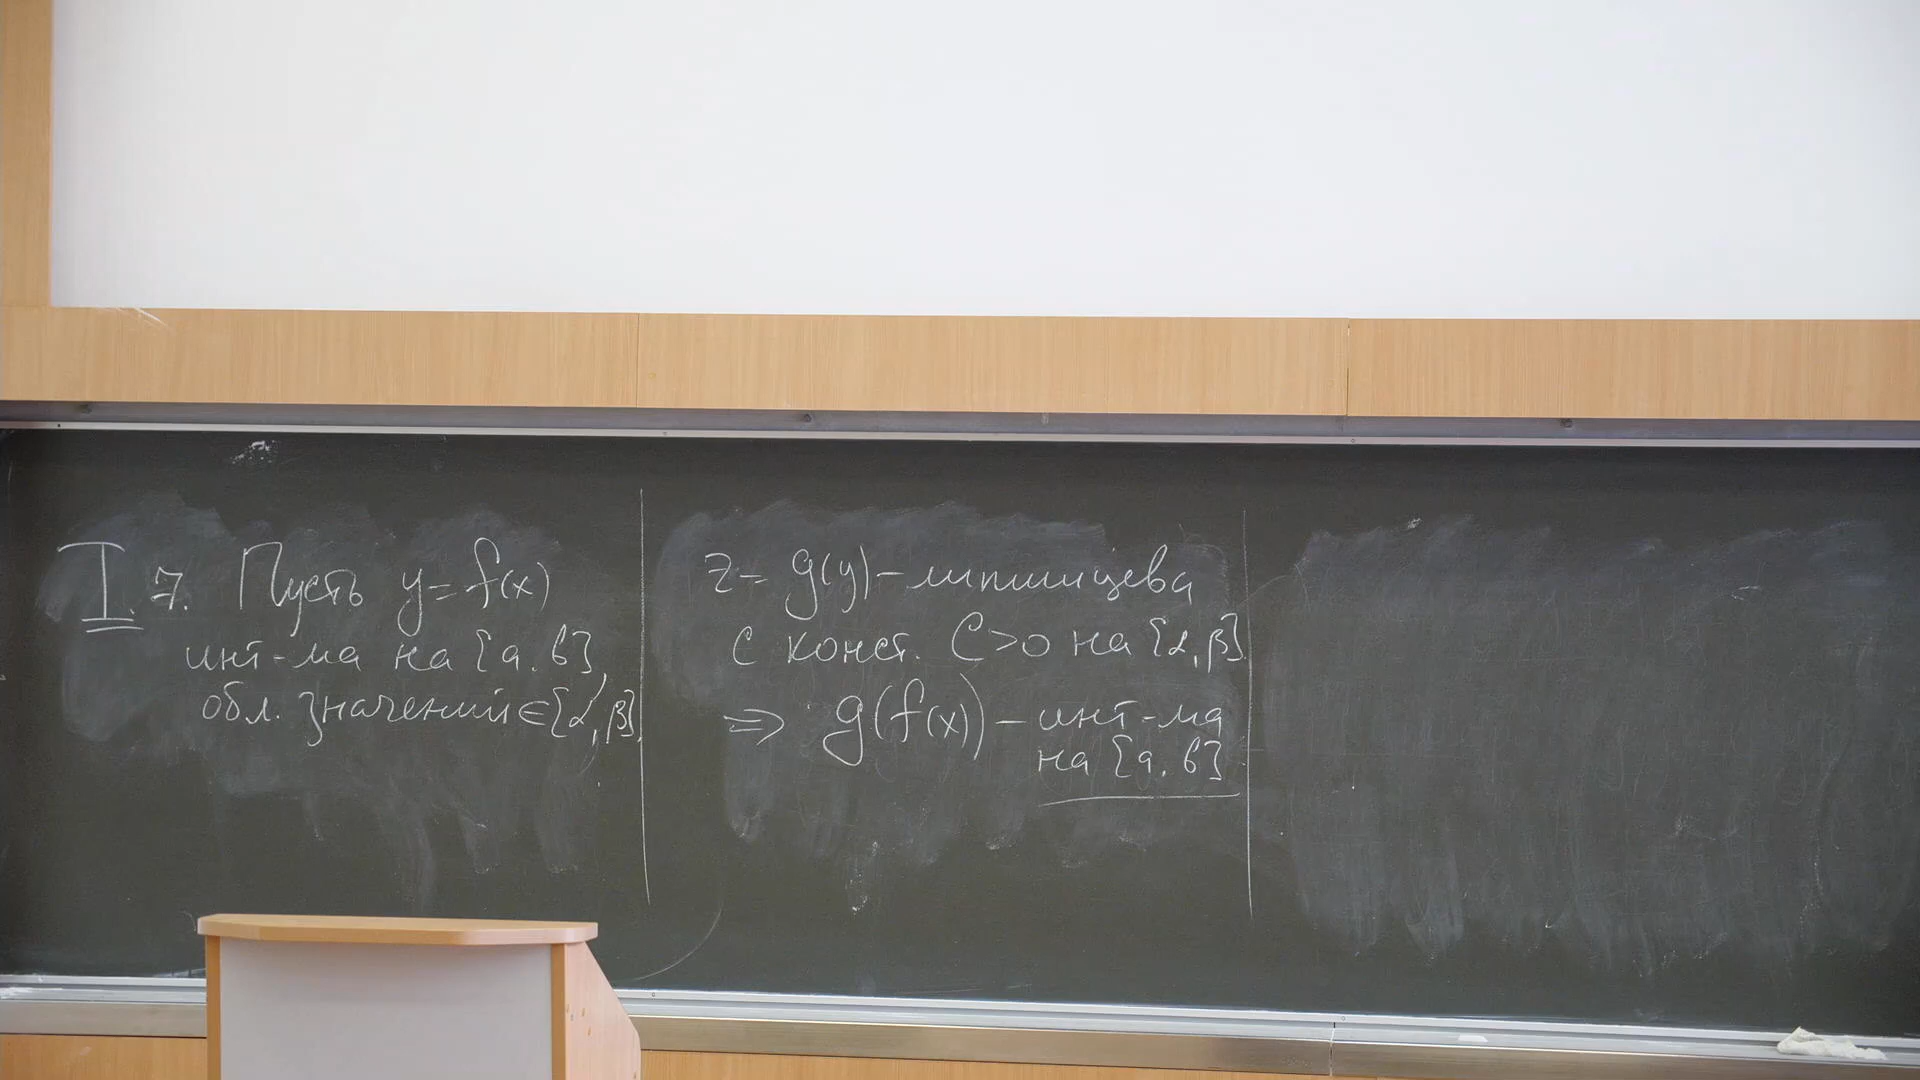 I. 7. Пусть y = f(x)
инт-ма на [a, b],
обл. значений ∈ [α, β]
z = g(y) – липшицева
с конст. C > 0 на [α, β]
⇒ g(f(x)) – инт-ма
на [a, b]